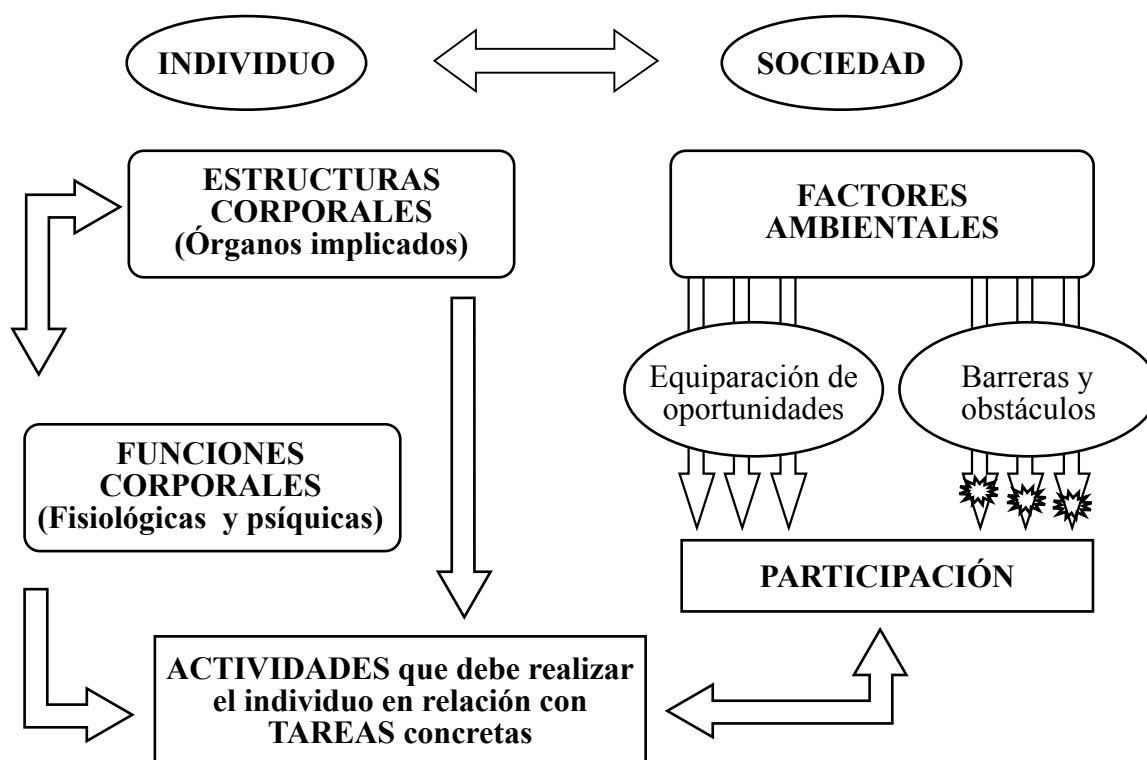 INDIVIDUO
SOCIEDAD
ESTRUCTURAS
CORPORALES
(Órganos implicados)
FACTORES
AMBIENTALES
Equiparación de
oportunidades
Barreras y
obstáculos
FUNCIONES
CORPORALES
(Fisiológicas y psíquicas)
PARTICIPACIÓN
ACTIVIDADES que debe realizar
el individuo en relación con
TAREAS concretas